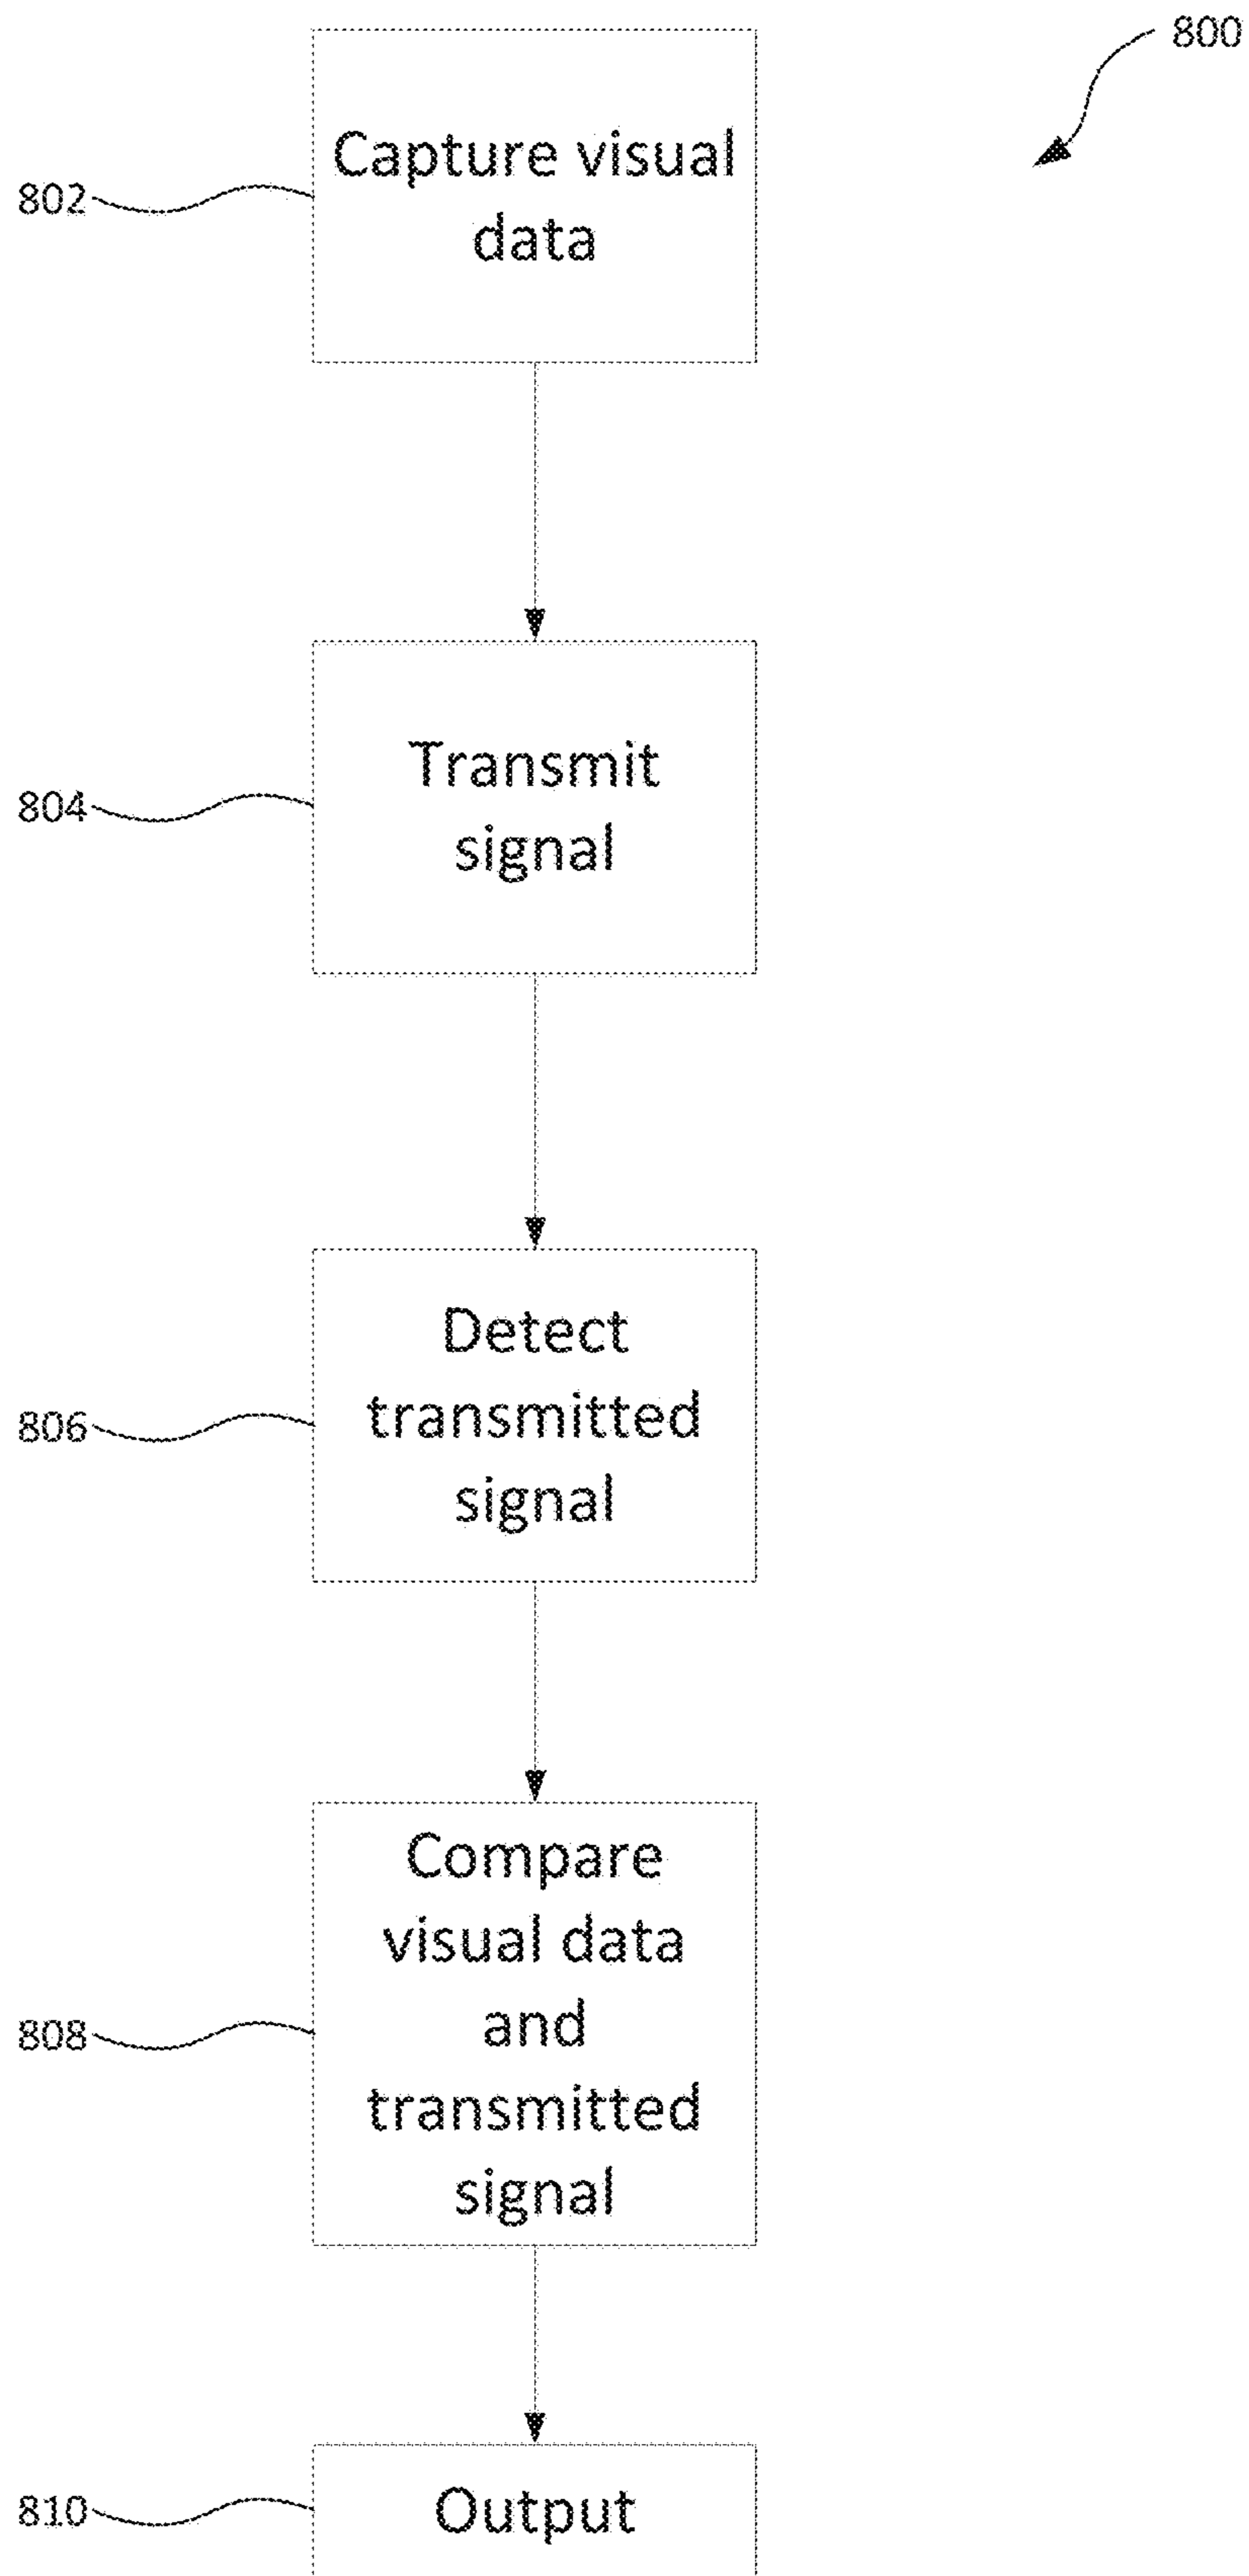 800
802
Capture visual
data
804
Transmit
signal
806
Detect
transmitted
signal
808
Compare
visual data
and
transmitted
signal
810
Output